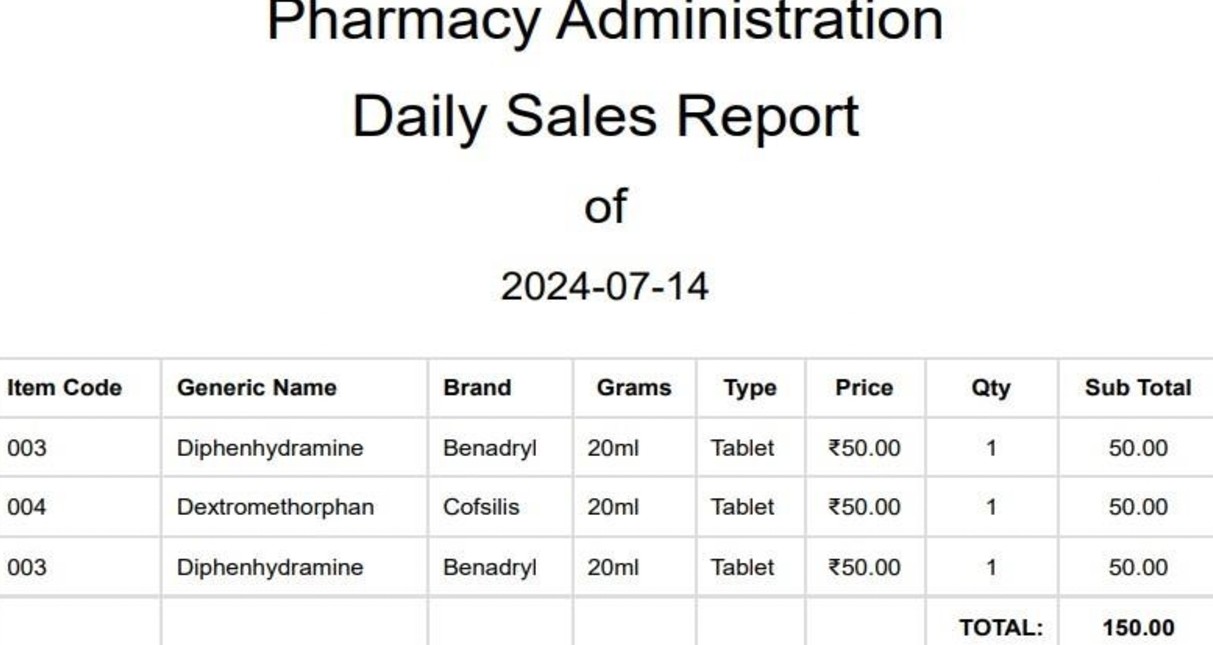 Pharmacy Administration
Daily Sales Report
of
2024-07-14
Item Code Generic Name Brand Grams Type Price Qty Sub Total
003 Diphenhydramine Benadryl 20ml Tablet ₹50.00 1 50.00
004 Dextromethorphan Cofsilis 20ml Tablet ₹50.00 1 50.00
003 Diphenhydramine Benadryl 20ml Tablet ₹50.00 1 50.00
TOTAL: 150.00